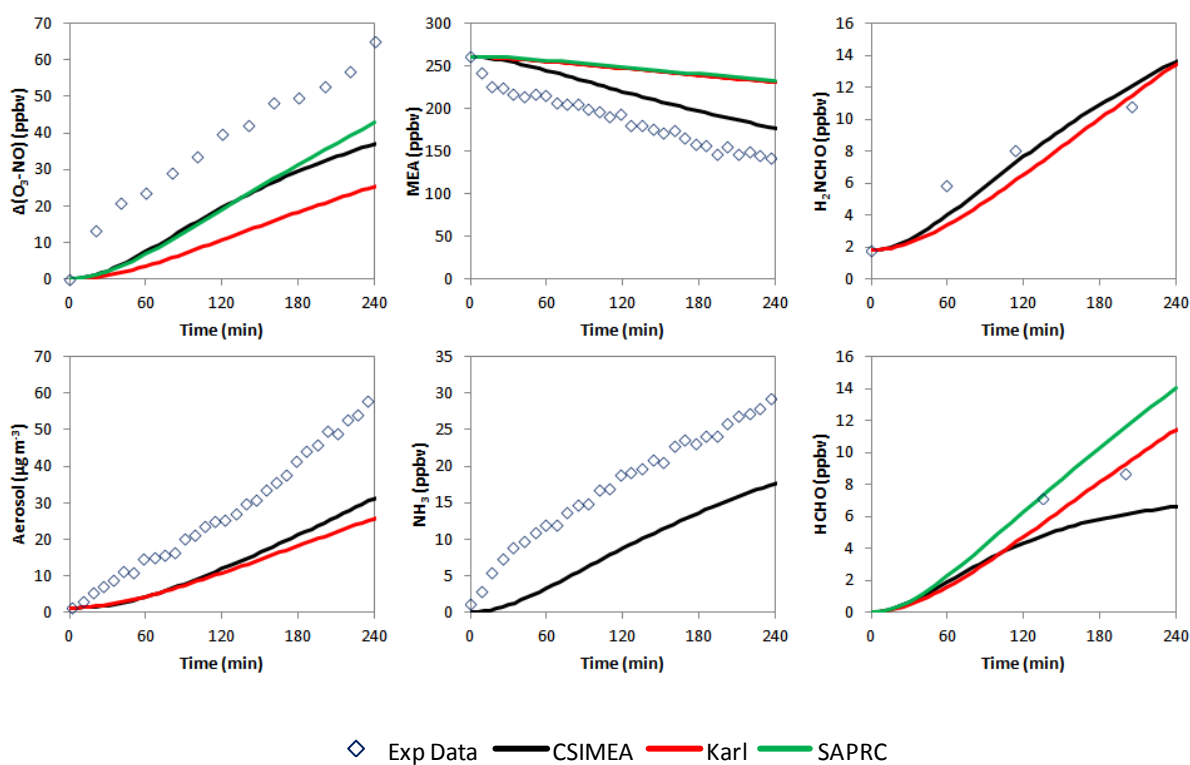 Δ(O₃-NO) (ppbv)
70
60
50
40
30
20
10
0
0 60 120 180 240
Time (min)
MEA (ppbv)
300
250
200
150
100
50
0
0 60 120 180 240
Time (min)
H₂NCHO (ppbv)
16
14
12
10
8
6
4
2
0
0 60 120 180 240
Time (min)
Aerosol (µg m⁻³)
70
60
50
40
30
20
10
0
0 60 120 180 240
Time (min)
NH₃ (ppbv)
35
30
25
20
15
10
5
0
0 60 120 180 240
Time (min)
HCHO (ppbv)
16
14
12
10
8
6
4
2
0
0 60 120 180 240
Time (min)
Exp Data CSIMEA Karl SAPRC